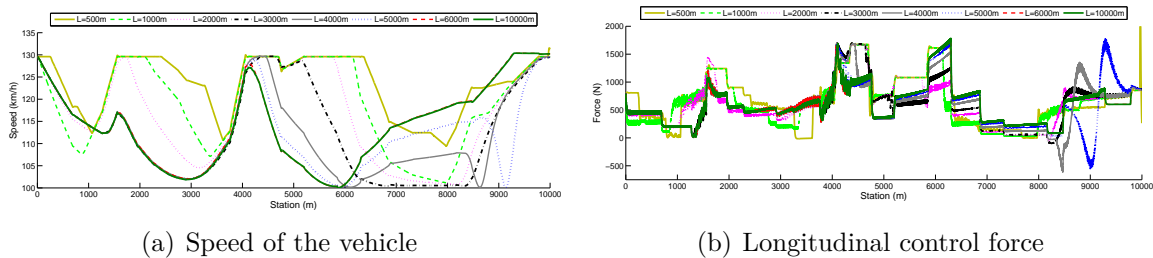 L=500m L=1000m L=2000m L=3000m L=4000m L=5000m L=6000m L=10000m
135
130
125
120
115
110
105
100
Speed (km/h)
0 1000 2000 3000 4000 5000 6000 7000 8000 9000 10000
Station (m)
(a) Speed of the vehicle
L=500m L=1000m L=2000m L=3000m L=4000m L=5000m L=6000m L=10000m
2000
1500
1000
500
0
-500
Force (N)
0 1000 2000 3000 4000 5000 6000 7000 8000 9000 10000
Station (m)
(b) Longitudinal control force